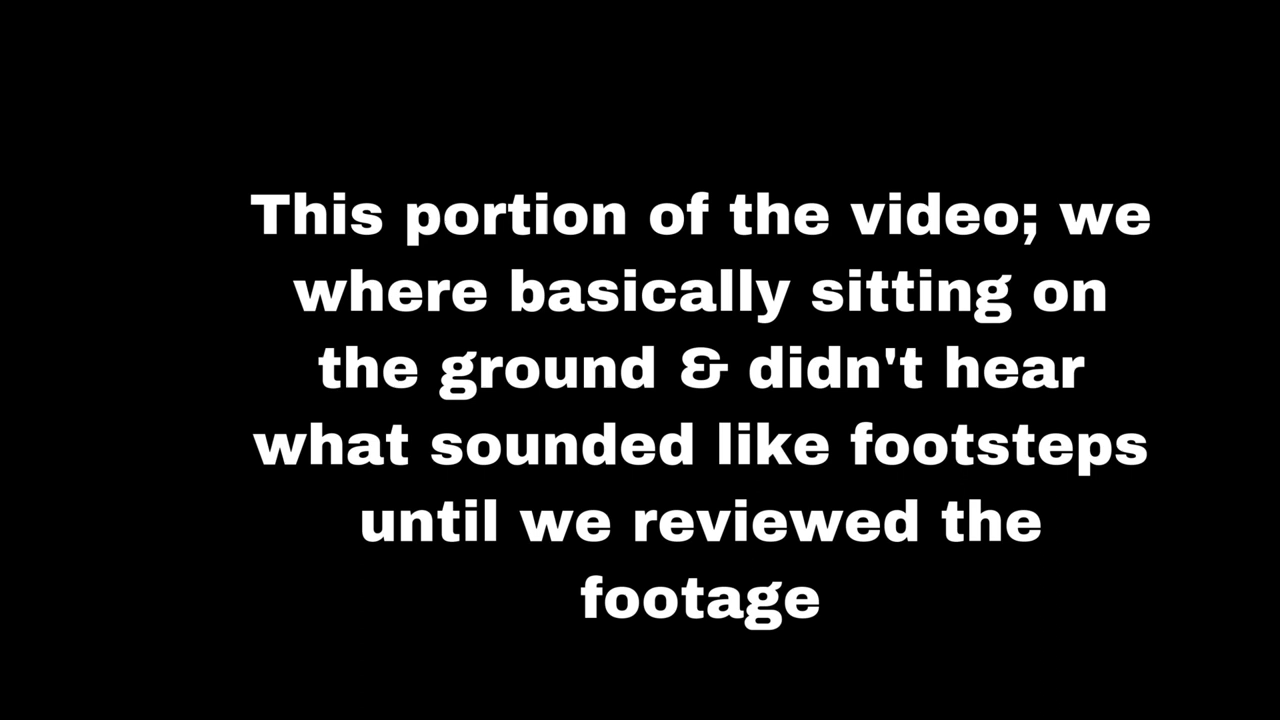 This portion of the video; we
where basically sitting on
the ground & didn't hear
what sounded like footsteps
until we reviewed the
footage